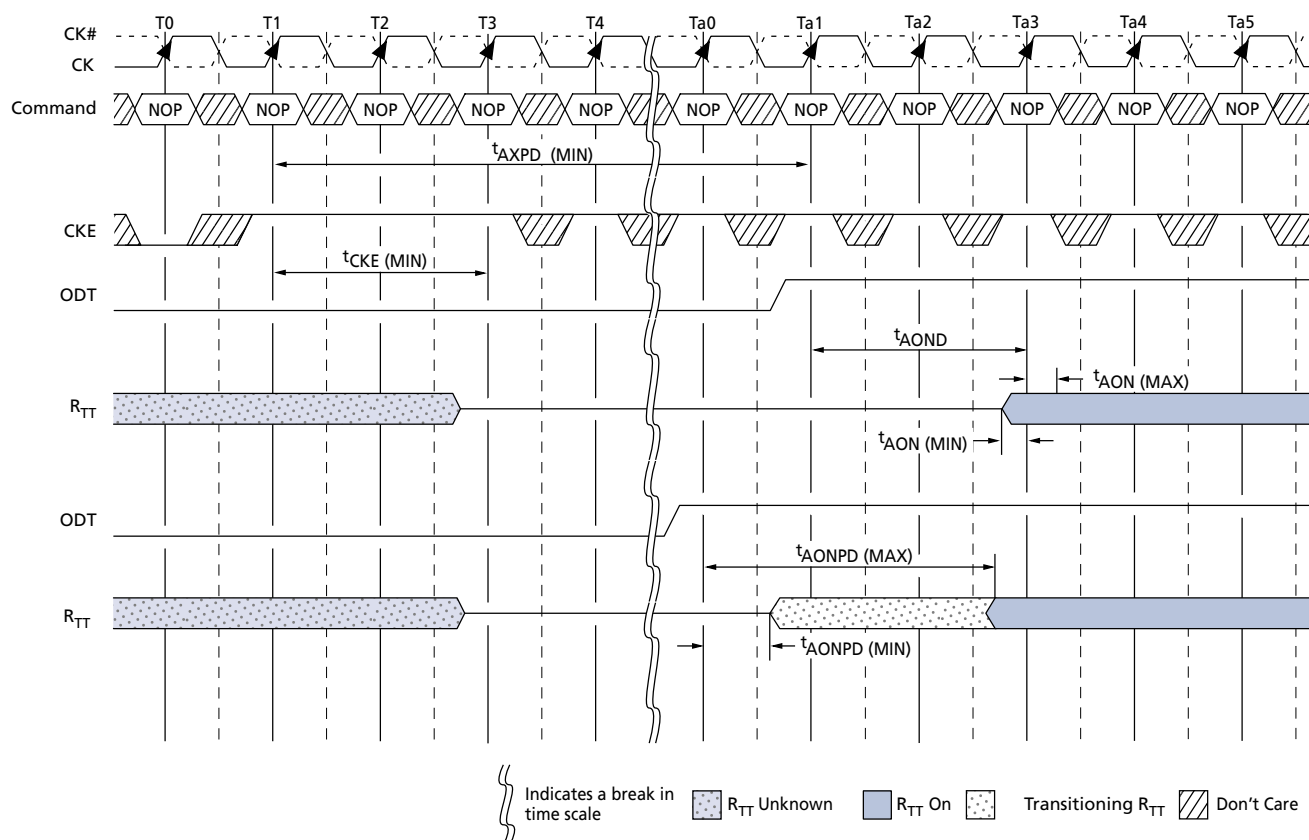 T0 T1 T2 T3 T4 Ta0 Ta1 Ta2 Ta3 Ta4 Ta5
CK#
CK
Command NOP NOP NOP NOP NOP NOP NOP NOP NOP NOP NOP
tAXPD (MIN)
CKE
tCKE (MIN)
ODT
tAOND
tAON (MAX)
RTT
tAON (MIN)
ODT
tAONPD (MAX)
RTT
tAONPD (MIN)
Indicates a break in
time scale
RTT Unknown RTT On Transitioning RTT Don't Care